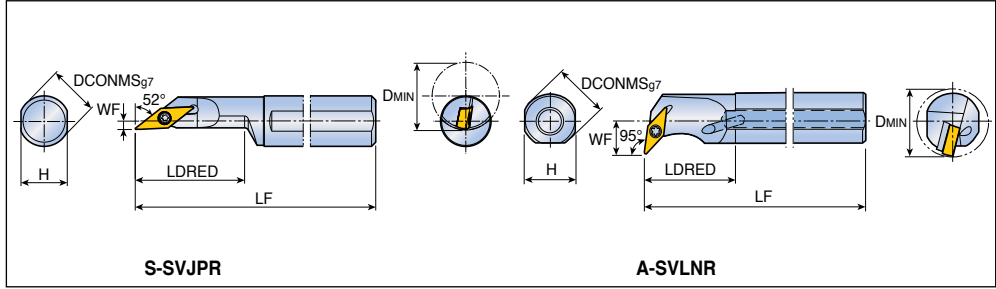 DCONMSg7
WF
52°
H
LDRED
LF
DMIN
S-SVJPR
DCONMSg7
WF
95°
H
LDRED
LF
DMIN
A-SVLNR